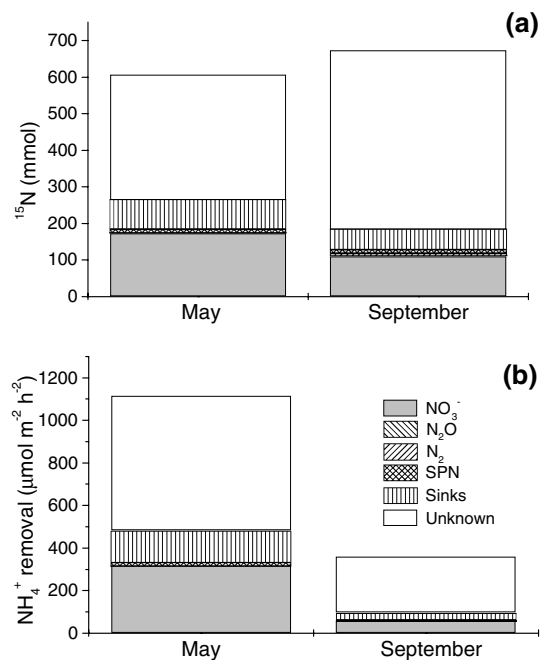 (a)
700
600
500
400
300
200
100
0
¹⁵N (mmol)
May September
(b)
1200
1000
800
600
400
200
0
NH₄⁺ removal (μmol m⁻² h⁻²)
NO₃⁻
N₂O
N₂
SPN
Sinks
Unknown
May September